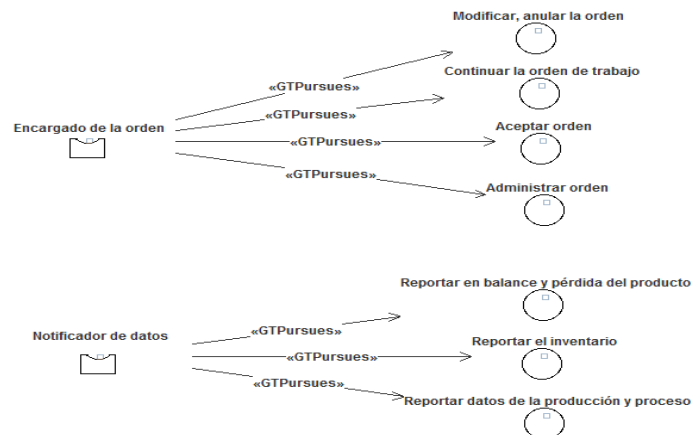 Modificar, anular la orden
«GTPursues»
Continuar la orden de trabajo
«GTPursues»
Encargado de la orden
Aceptar orden
«GTPursues»
«GTPursues»
Administrar orden
Reportar en balance y pérdida del producto
Notificador de datos
«GTPursues»
Reportar el inventario
«GTPursues»
«GTPursues»
Reportar datos de la producción y proceso